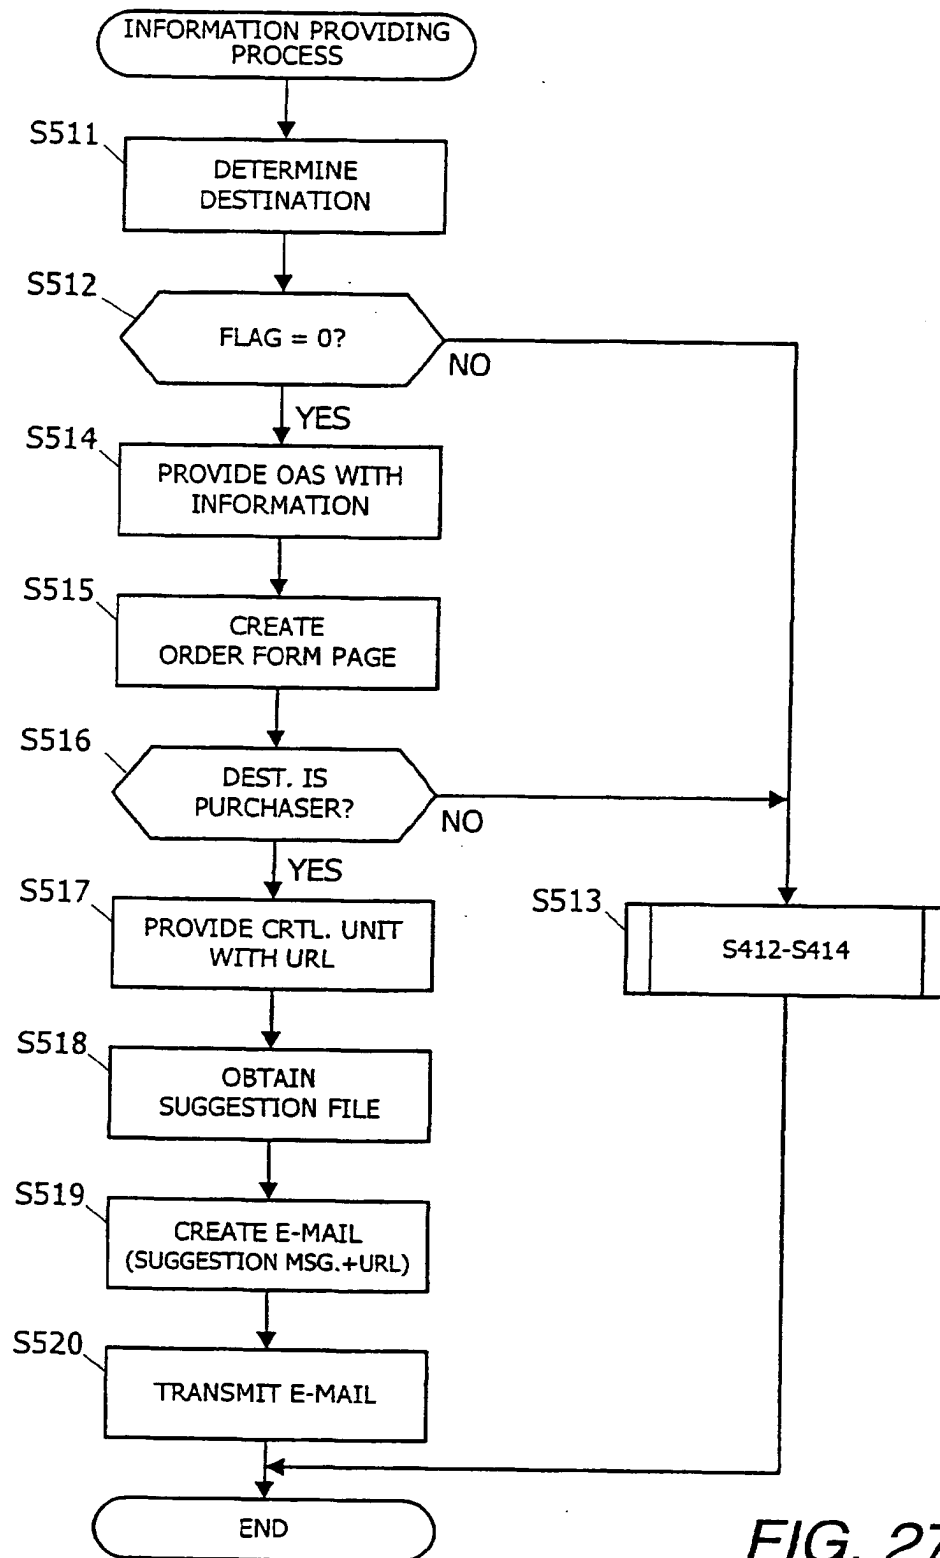 INFORMATION PROVIDING
PROCESS
S511
DETERMINE
DESTINATION
S512
FLAG = 0?
NO
YES
S514
PROVIDE OAS WITH
INFORMATION
S515
CREATE
ORDER FORM PAGE
S516
DEST. IS
PURCHASER?
NO
YES
S517
PROVIDE CRTL. UNIT
WITH URL
S513
S412-S414
S518
OBTAIN
SUGGESTION FILE
S519
CREATE E-MAIL
(SUGGESTION MSG.+URL)
S520
TRANSMIT E-MAIL
END
FIG. 27